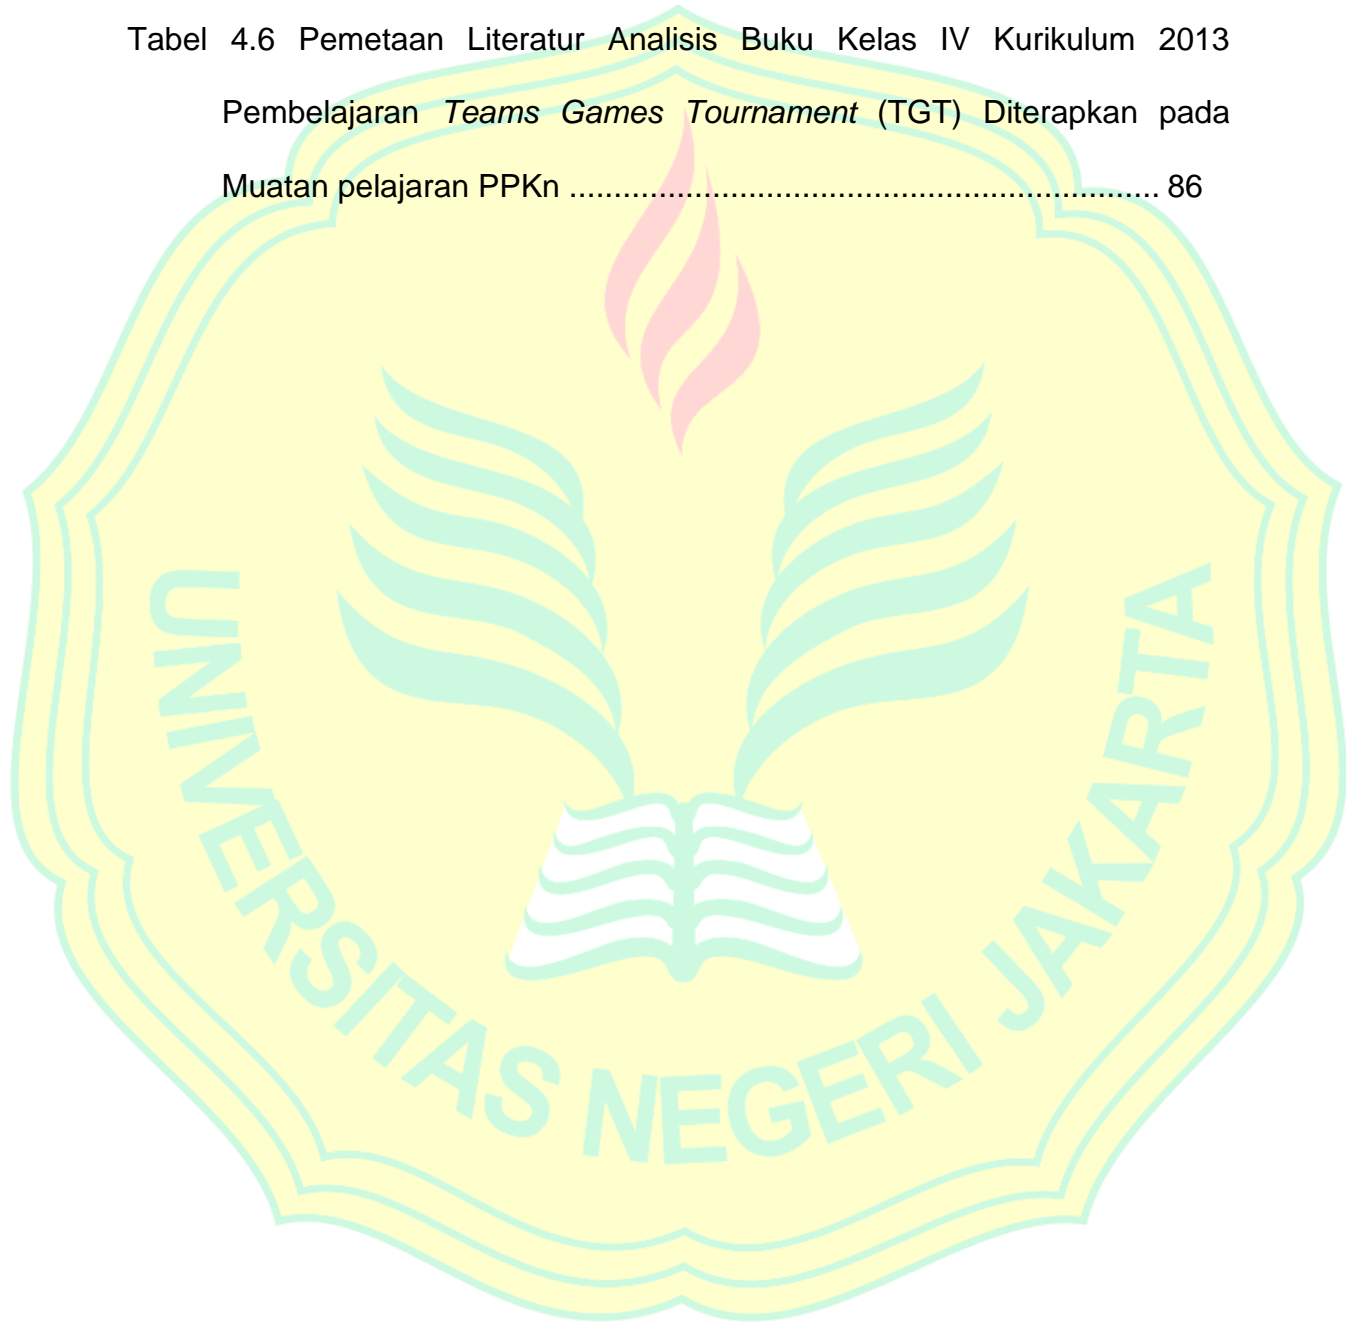 Tabel 4.6 Pemetaan Literatur Analisis Buku Kelas IV Kurikulum 2013
Pembelajaran Teams Games Tournament (TGT) Diterapkan pada
Muatan pelajaran PPKn .................................................................. 86
UNIVERSITAS NEGERI JAKARTA